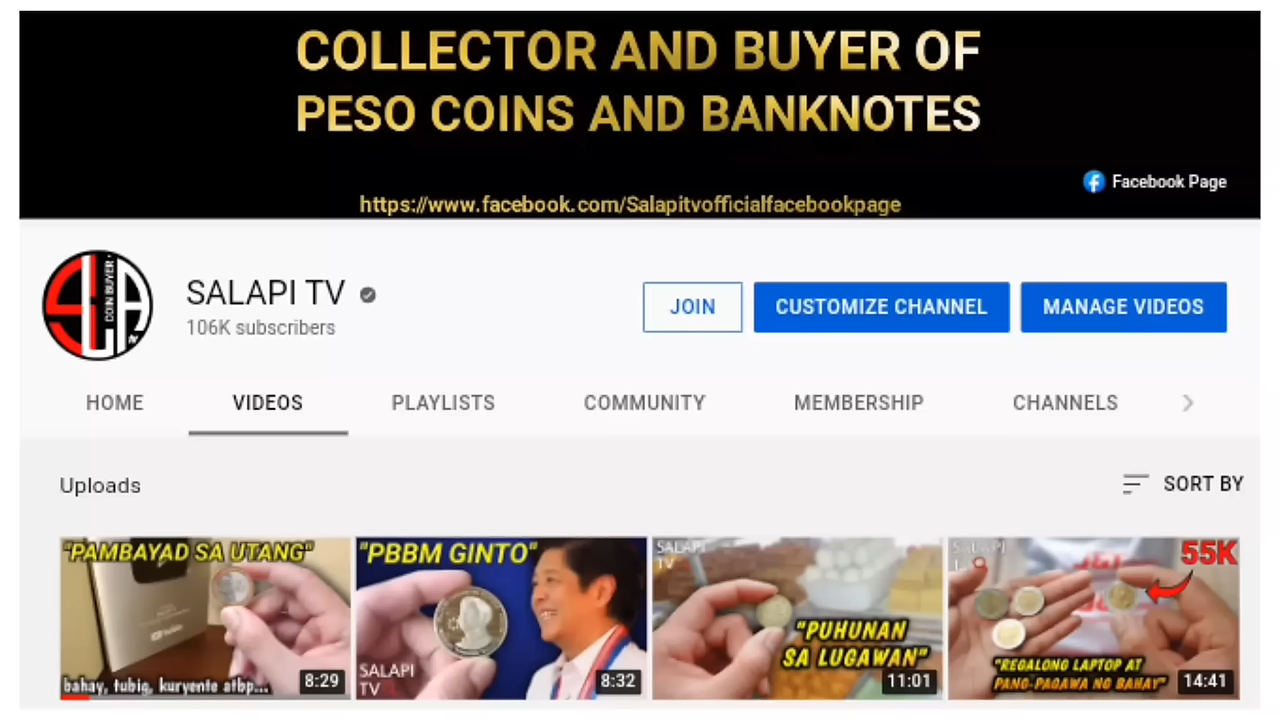 COLLECTOR AND BUYER OF
PESO COINS AND BANKNOTES
Facebook Page
https://www.facebook.com/Salapitvofficialfacebookpage
COIN BUYER
SALAPI TV
106K subscribers
JOIN
CUSTOMIZE CHANNEL
MANAGE VIDEOS
HOME
VIDEOS
PLAYLISTS
COMMUNITY
MEMBERSHIP
CHANNELS
Uploads
SORT BY
"PAMBAYAD SA UTANG"
YouTube
bahay, tubig, kuryente atbp...
8:29
"PBBM GINTO"
SALAPI
TV
8:32
SALAPI
TV
"PUHUNAN
SA LUGAWAN"
11:01
SALAPI
55K
"REGALONG LAPTOP AT
PANG-PAGAWA NG BAHAY"
14:41